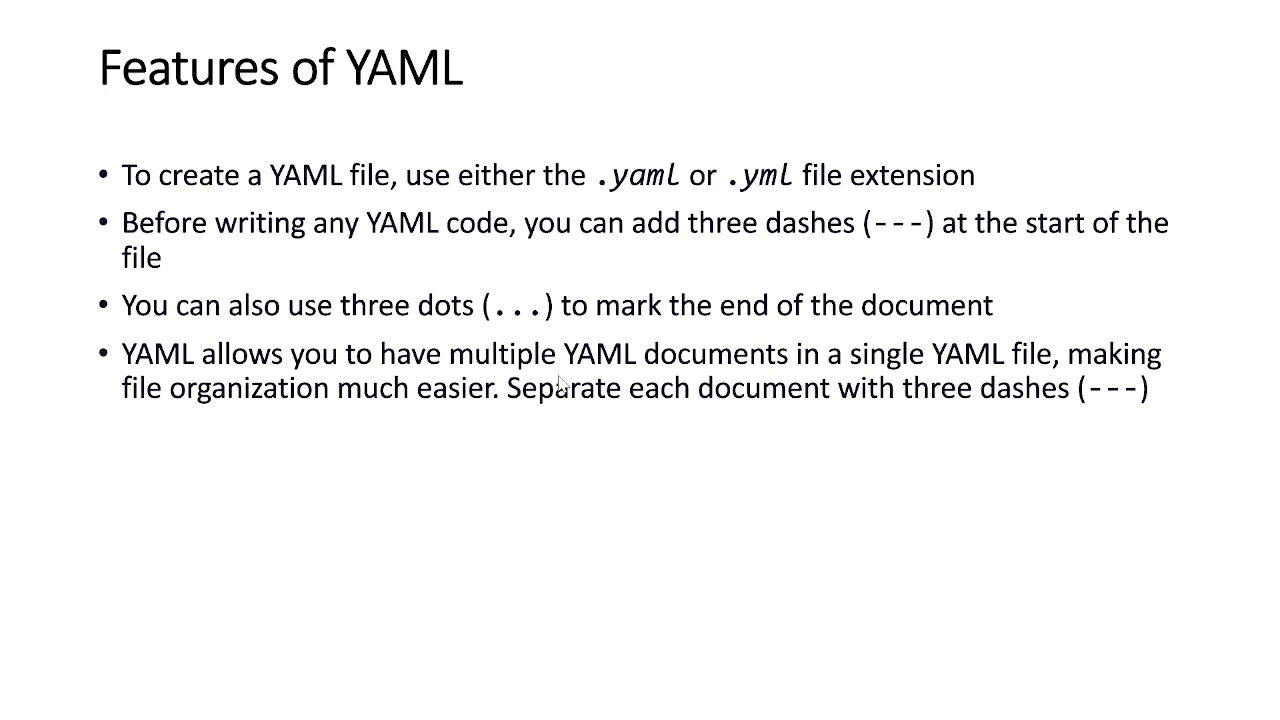 Features of YAML
• To create a YAML file, use either the .yaml or .yml file extension
• Before writing any YAML code, you can add three dashes (---) at the start of the
file
• You can also use three dots (...) to mark the end of the document
• YAML allows you to have multiple YAML documents in a single YAML file, making
file organization much easier. Separate each document with three dashes (---)